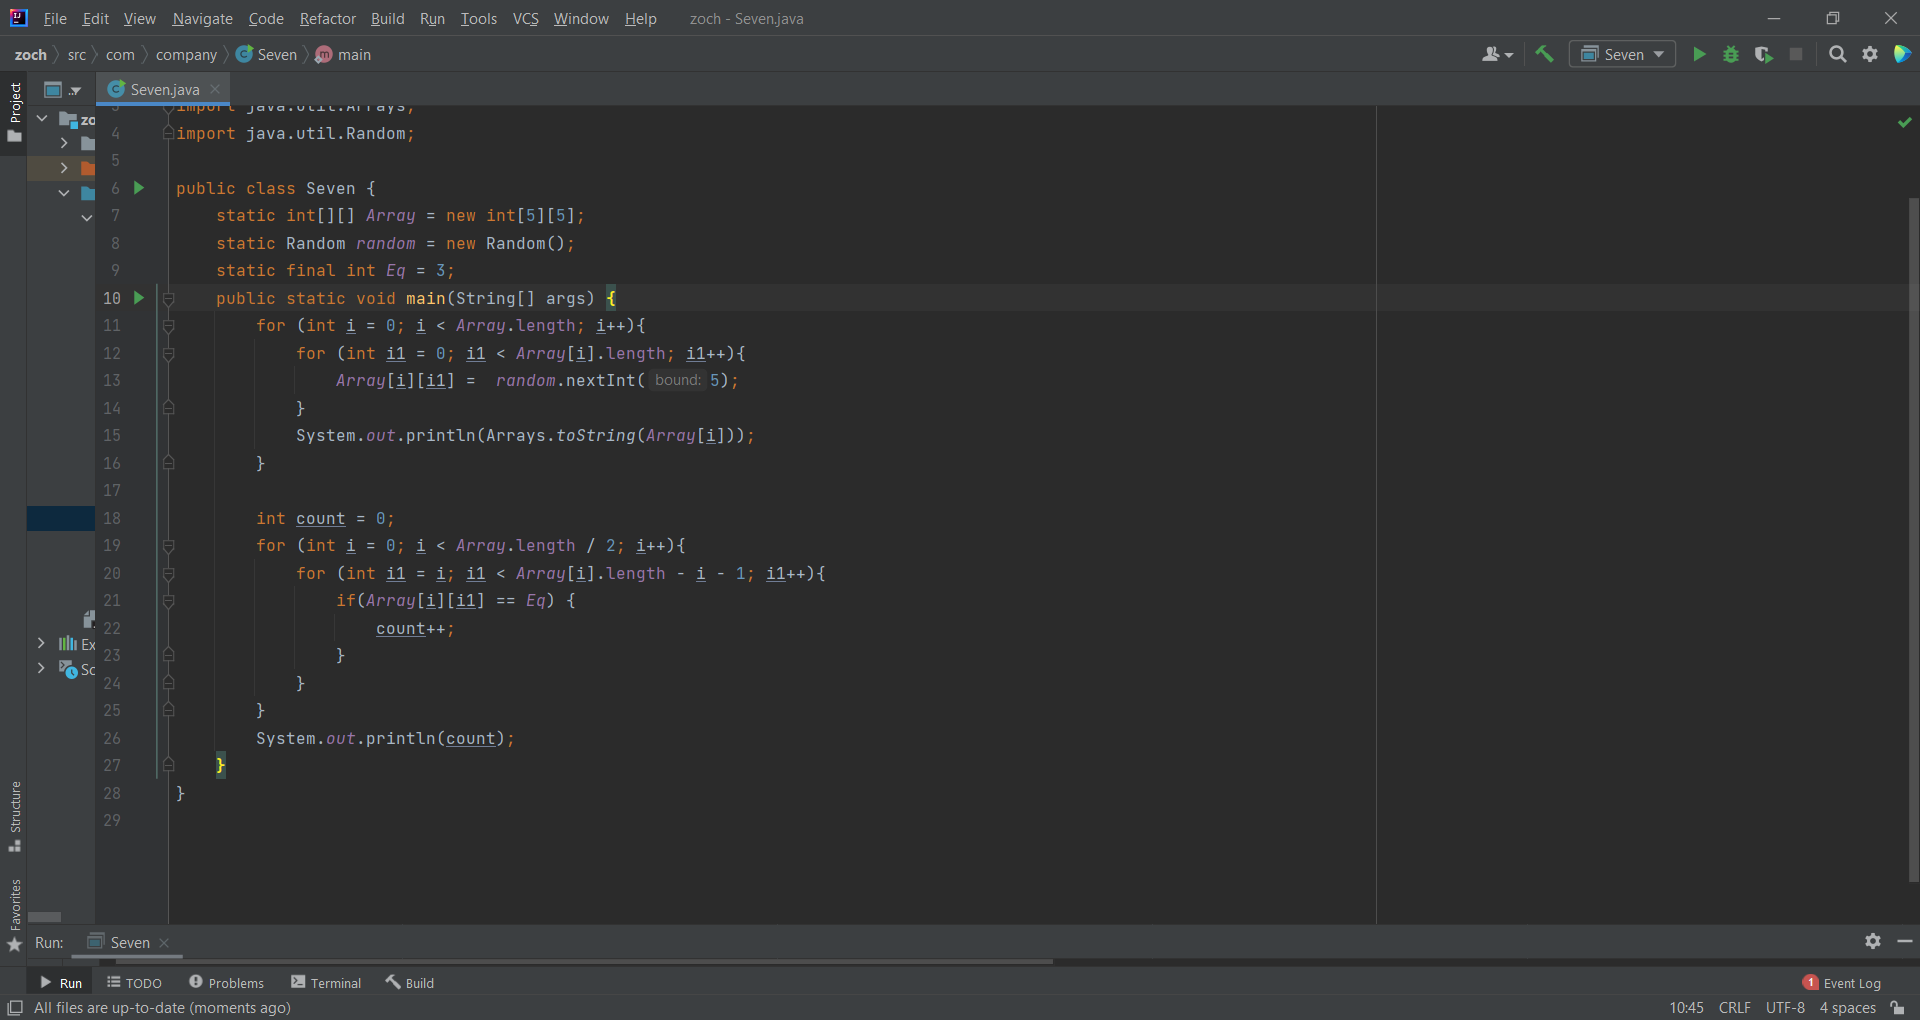 File Edit View Navigate Code Refactor Build Run Tools VCS Window Help zoch - Seven.java
zoch src com company Seven main Seven
Project
Seven.java
zo
3 import java.util.Arrays;
4 import java.util.Random;
5
6 public class Seven {
7 static int[][] Array = new int[5][5];
8 static Random random = new Random();
9 static final int Eq = 3;
10 public static void main(String[] args) {
11 for (int i = 0; i < Array.length; i++){
12 for (int i1 = 0; i1 < Array[i].length; i1++){
13 Array[i][i1] =  random.nextInt( bound: 5);
14 }
15 System.out.println(Arrays.toString(Array[i]));
16 }
17
18 int count = 0;
19 for (int i = 0; i < Array.length / 2; i++){
20 for (int i1 = i; i1 < Array[i].length - i - 1; i1++){
21 if(Array[i][i1] == Eq) {
22 count++;
23 }
24 }
25 }
26 System.out.println(count);
27 }
28 }
29
Ex
Sc
Structure
Favorites
Run: Seven
Run TODO Problems Terminal Build 1 Event Log
All files are up-to-date (moments ago) 10:45 CRLF UTF-8 4 spaces